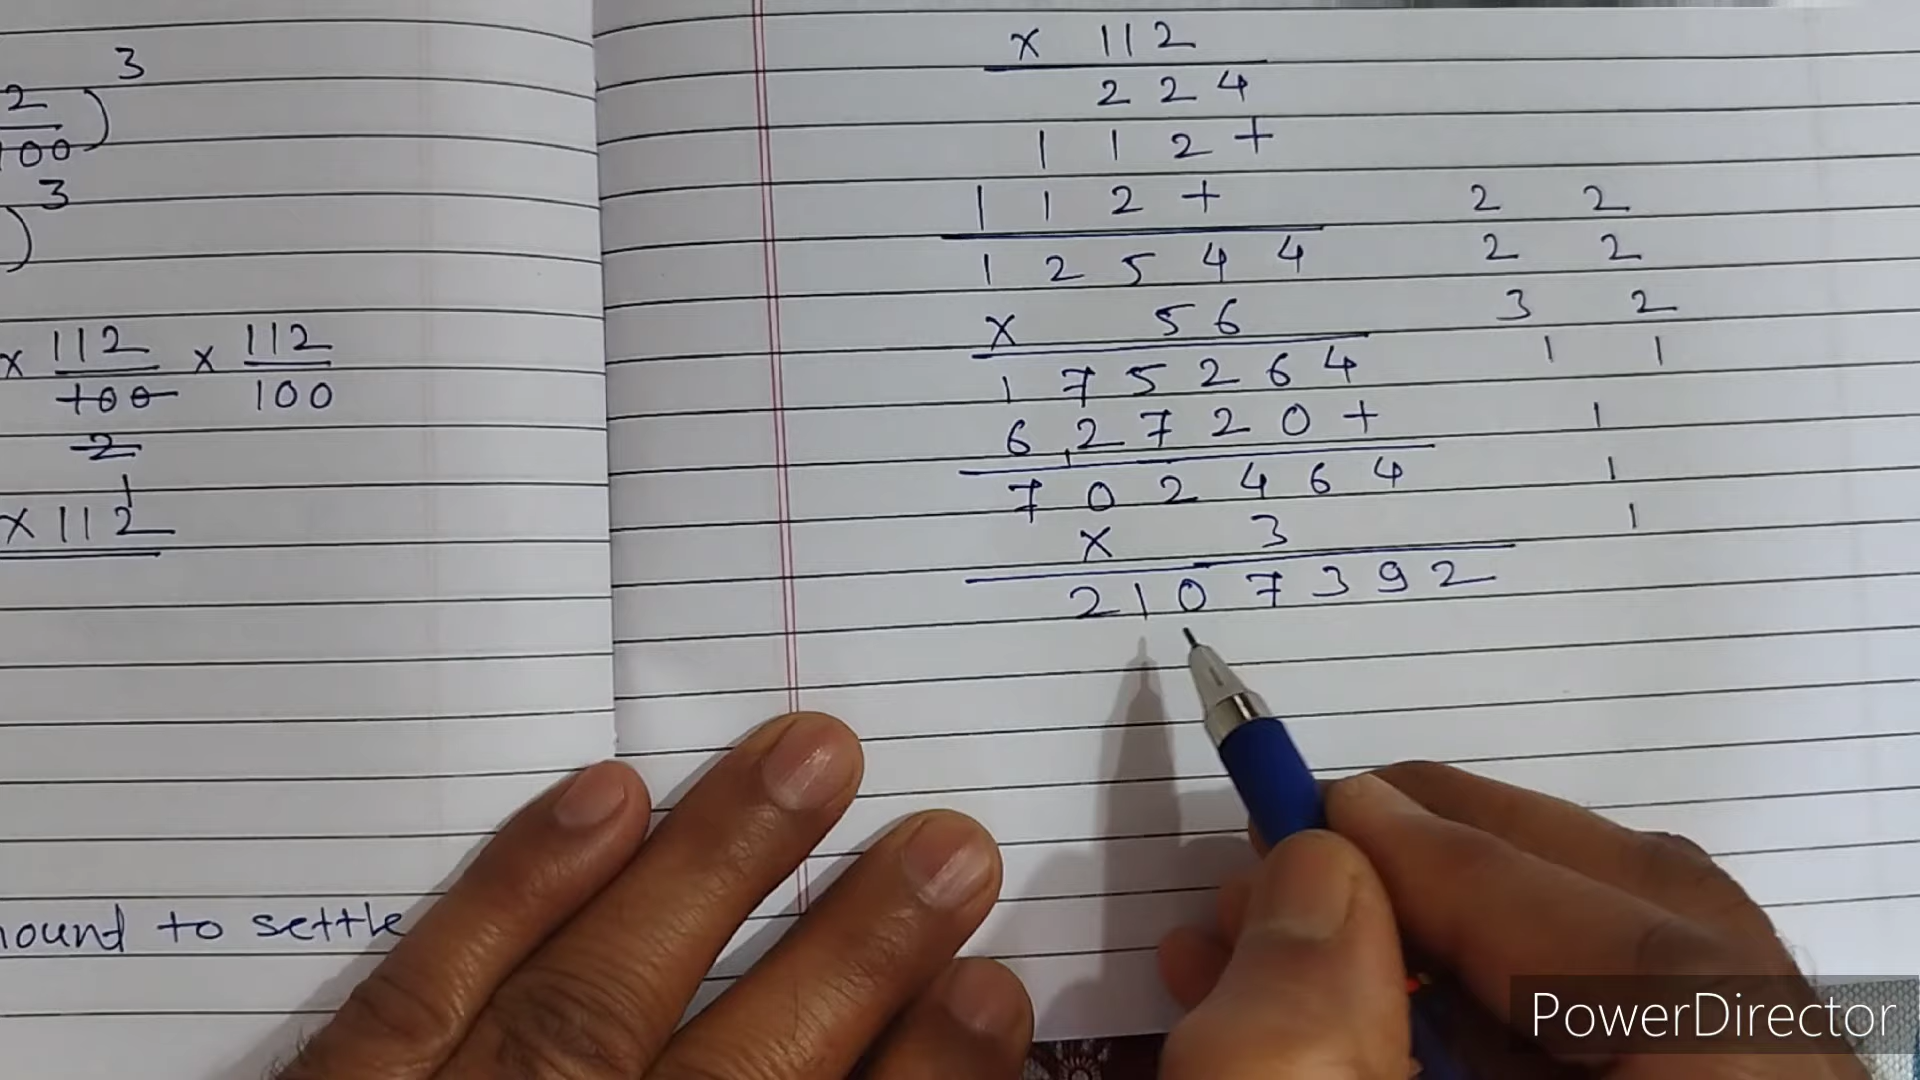 3
2
100 )
3
)
x 112 x 112
100 100
2
1
x 112
nount to settle
x 112
2 2 4
1 1 2 +
1 1 2 + 2 2
1 2 5 4 4 2 2
x 5 6 3 2
1 7 5 2 6 4 1 1
6 2 7 2 0 + 1
1
7 0 2 4 6 4 1
x 3 1
2 1 0 7 3 9 2
PowerDirector